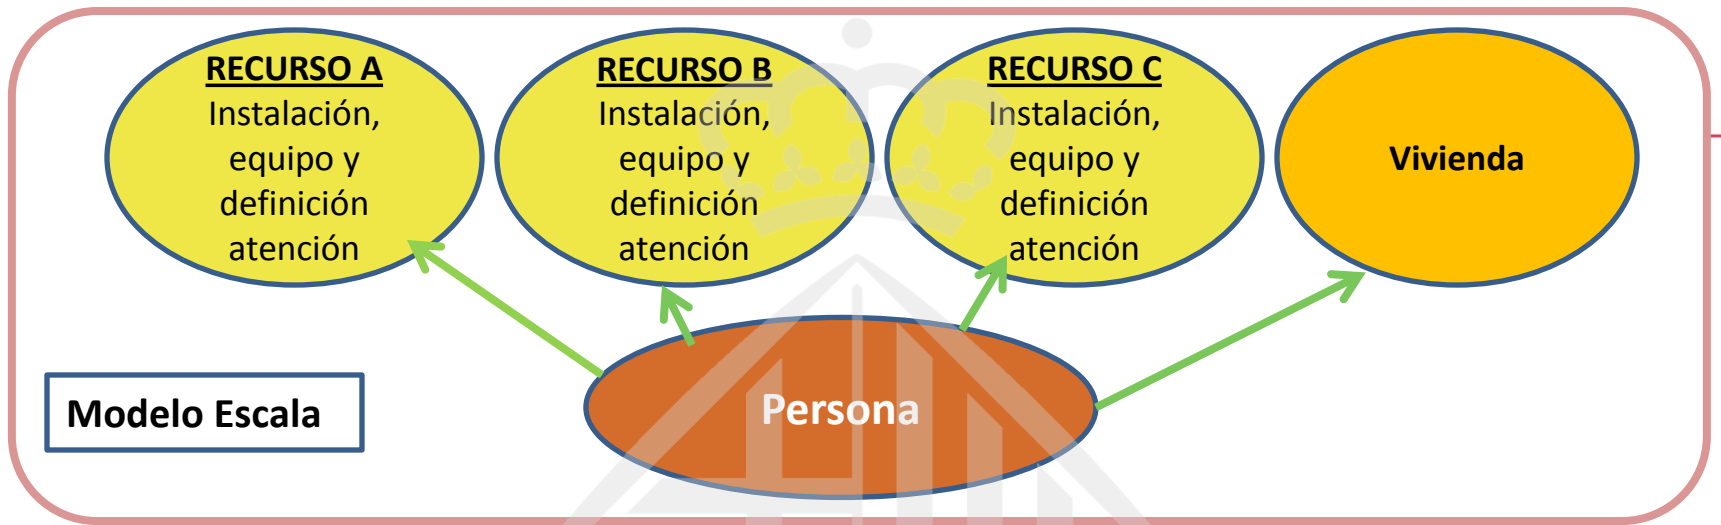 RECURSO A
Instalación,
equipo y
definición
atención
RECURSO B
Instalación,
equipo y
definición
atención
RECURSO C
Instalación,
equipo y
definición
atención
Vivienda
Persona
Modelo Escala